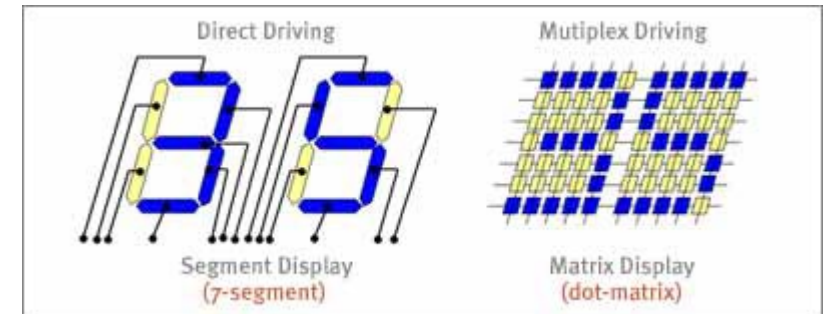 Direct Driving
Mutiplex Driving
Segment Display
(7-segment)
Matrix Display
(dot-matrix)